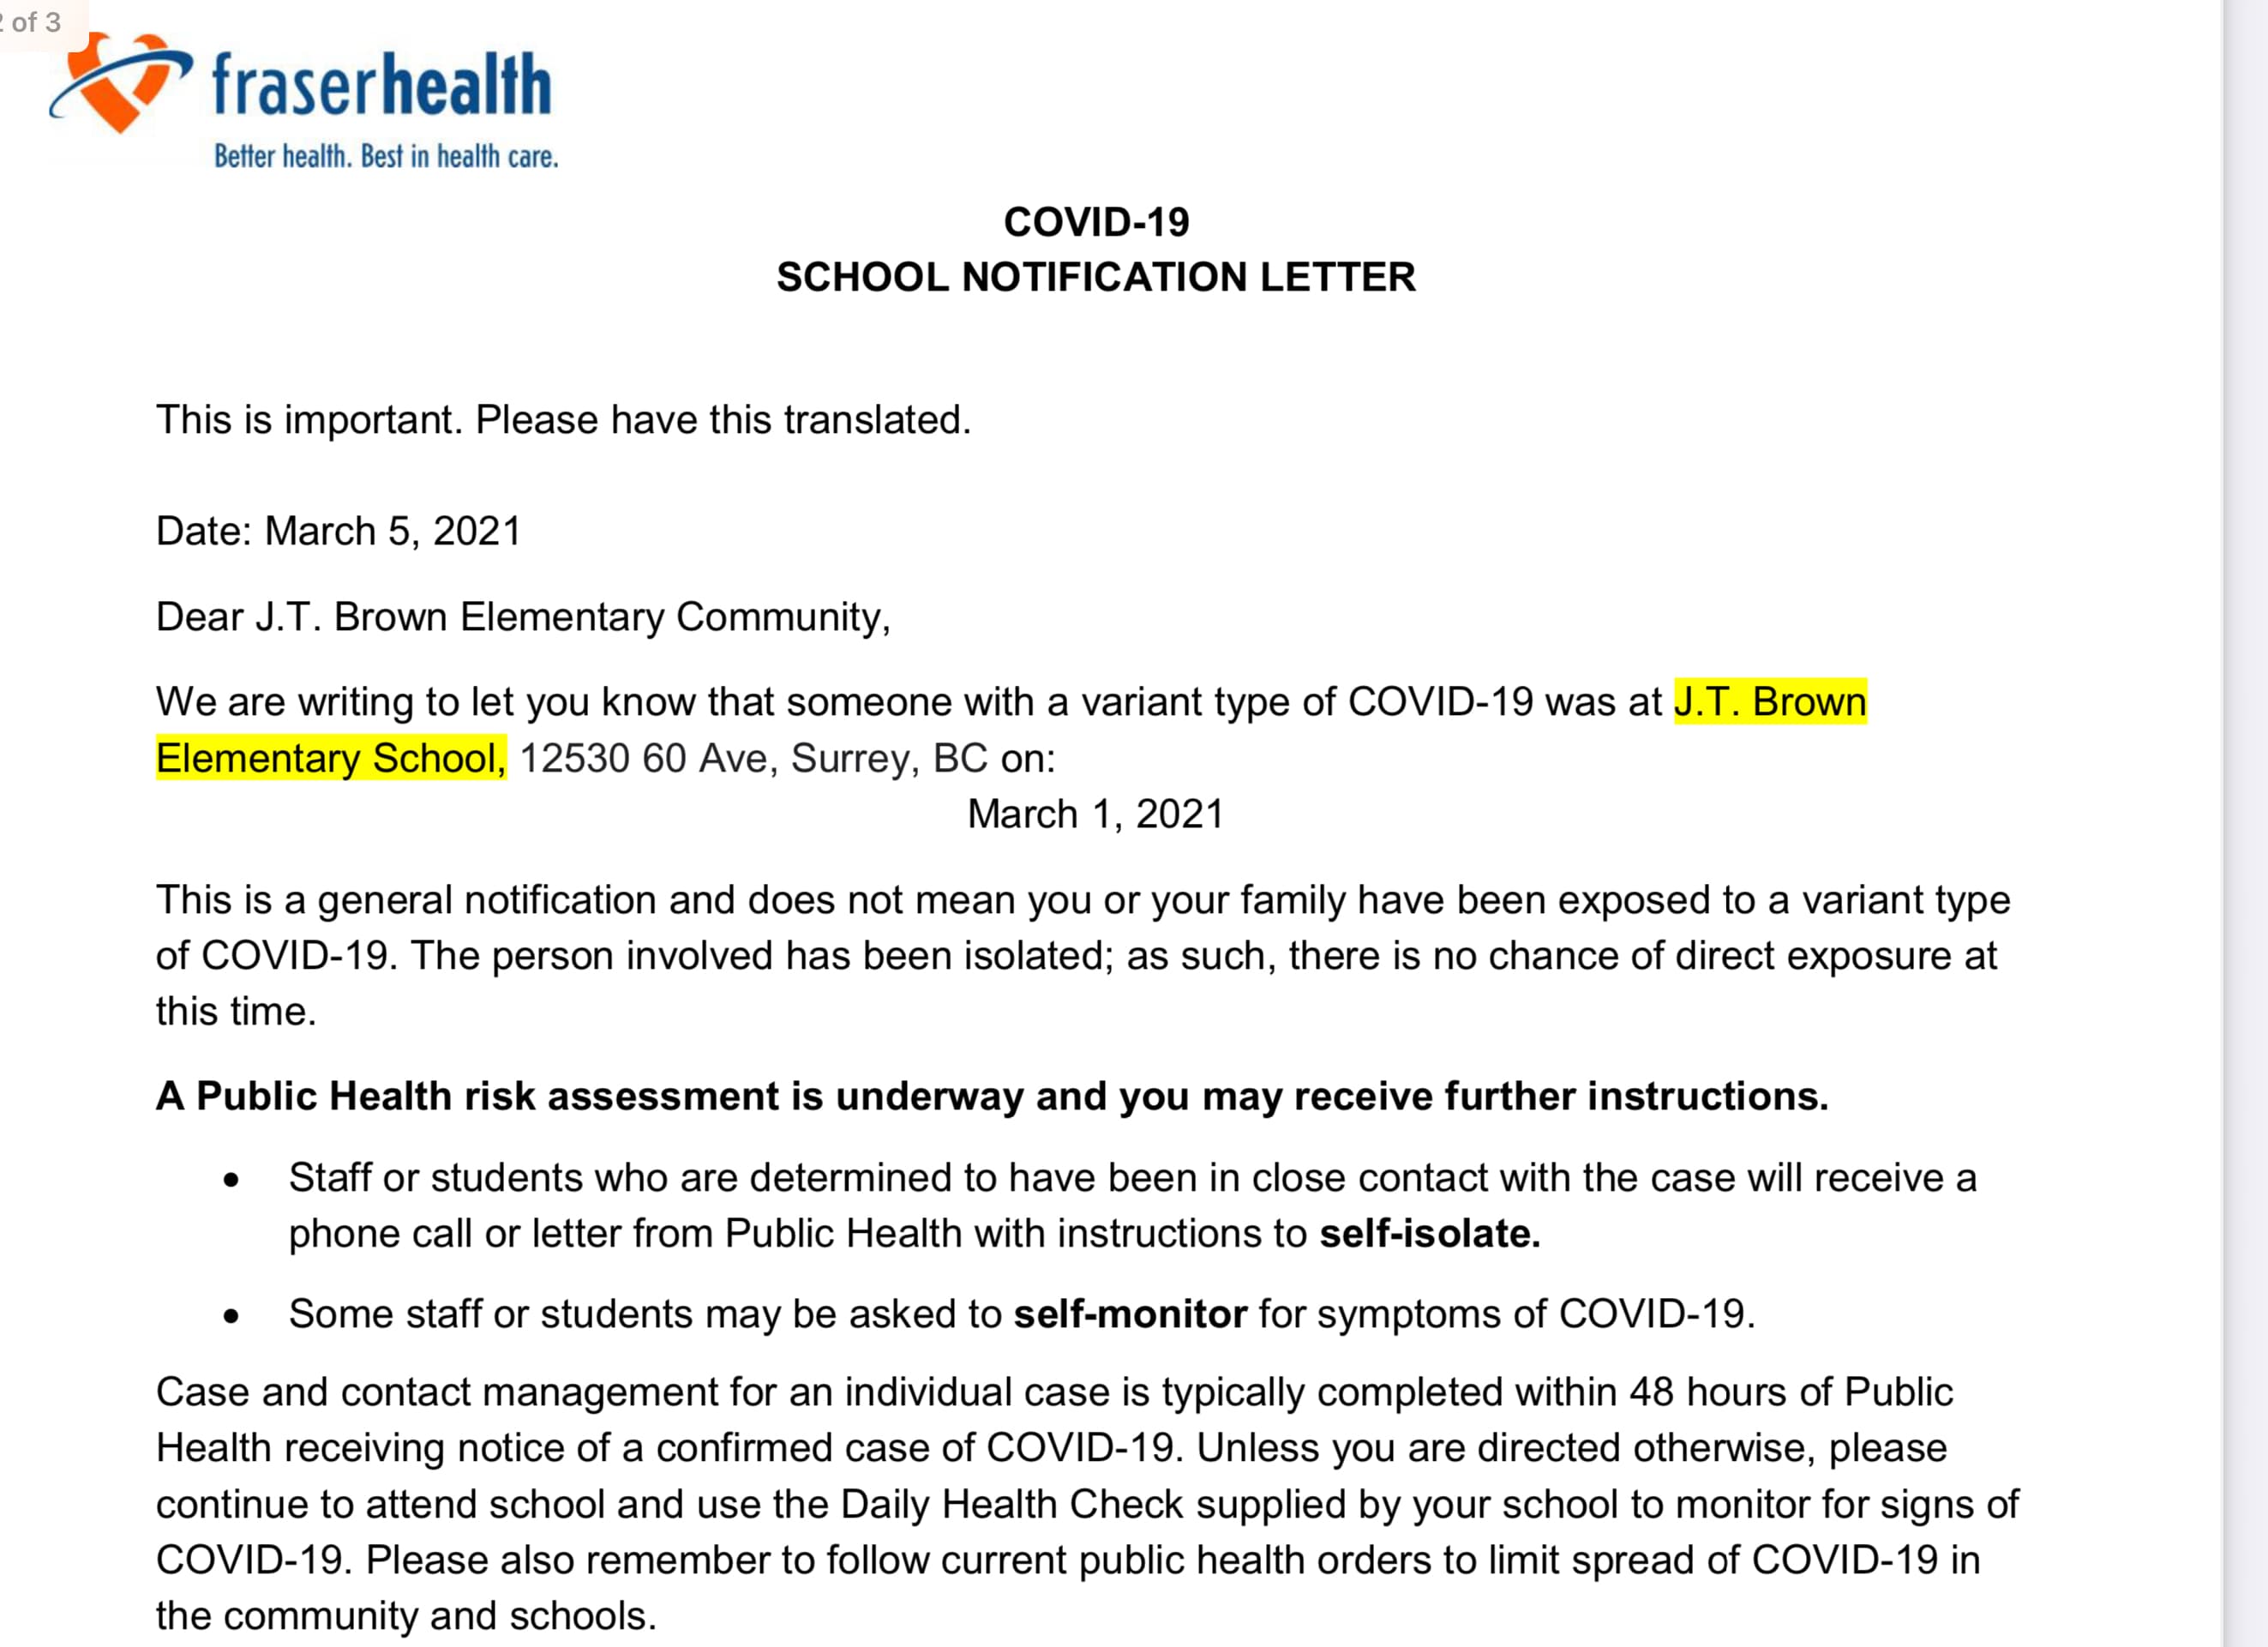 2 of 3
fraserhealth
Better health. Best in health care.
COVID-19
SCHOOL NOTIFICATION LETTER
This is important. Please have this translated.
Date: March 5, 2021
Dear J.T. Brown Elementary Community,
We are writing to let you know that someone with a variant type of COVID-19 was at J.T. Brown
Elementary School, 12530 60 Ave, Surrey, BC on:
March 1, 2021
This is a general notification and does not mean you or your family have been exposed to a variant type
of COVID-19. The person involved has been isolated; as such, there is no chance of direct exposure at
this time.
A Public Health risk assessment is underway and you may receive further instructions.
• Staff or students who are determined to have been in close contact with the case will receive a
phone call or letter from Public Health with instructions to self-isolate.
• Some staff or students may be asked to self-monitor for symptoms of COVID-19.
Case and contact management for an individual case is typically completed within 48 hours of Public
Health receiving notice of a confirmed case of COVID-19. Unless you are directed otherwise, please
continue to attend school and use the Daily Health Check supplied by your school to monitor for signs of
COVID-19. Please also remember to follow current public health orders to limit spread of COVID-19 in
the community and schools.